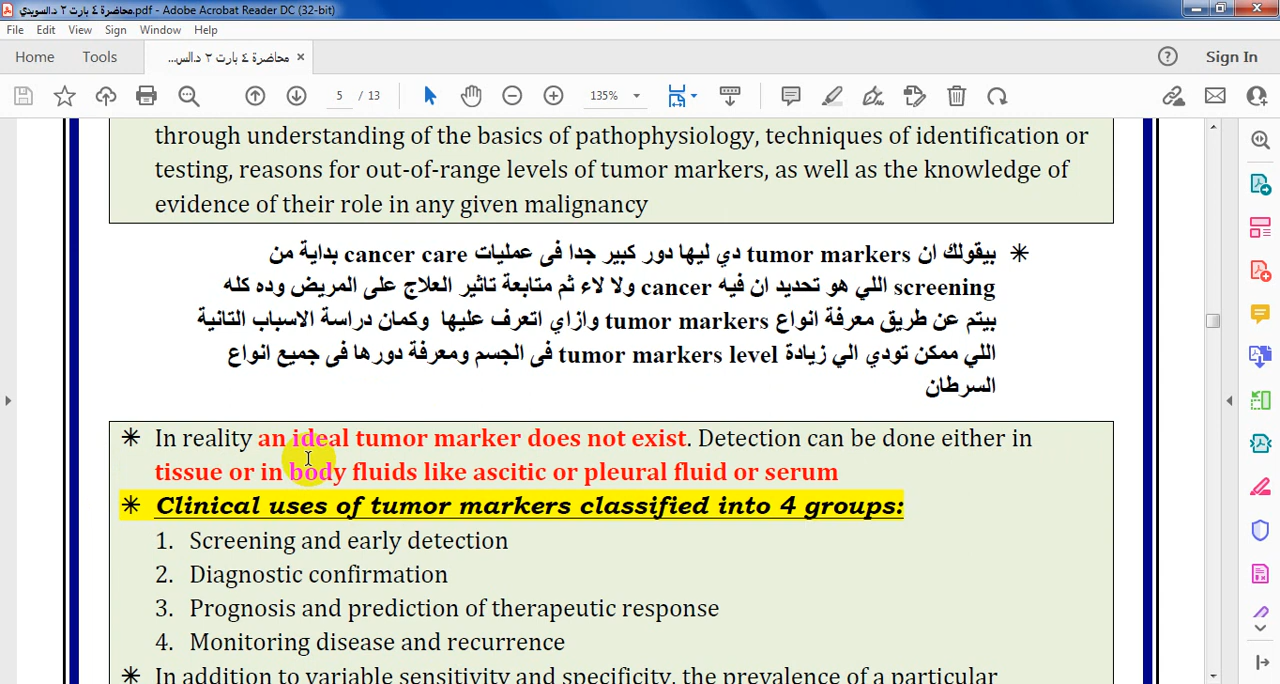 محاضرة ٤ بارت ٢ د.السويدي.pdf - Adobe Acrobat Reader DC (32-bit)
File Edit View Sign Window Help
Home Tools محاضرة ٤ بارت ٢ د.الس... × Sign In
5 / 13 135%
through understanding of the basics of pathophysiology, techniques of identification or
testing, reasons for out-of-range levels of tumor markers, as well as the knowledge of
evidence of their role in any given malignancy
✳ بيقولك ان tumor markers دي ليها دور كبير جدا فى عمليات cancer care بداية من
screening اللي هو تحديد ان فيه cancer ولا لاء ثم متابعة تاثير العلاج على المريض وده كله
بيتم عن طريق معرفة انواع tumor markers وازاي اتعرف عليها وكمان دراسة الاسباب التانية
اللي ممكن تودي الي زيادة tumor markers level فى الجسم ومعرفة دورها فى جميع انواع
السرطان
✳ In reality an ideal tumor marker does not exist. Detection can be done either in
tissue or in body fluids like ascitic or pleural fluid or serum
✳ Clinical uses of tumor markers classified into 4 groups:
1. Screening and early detection
2. Diagnostic confirmation
3. Prognosis and prediction of therapeutic response
4. Monitoring disease and recurrence
✳ In addition to variable sensitivity and specificity, the prevalence of a particular